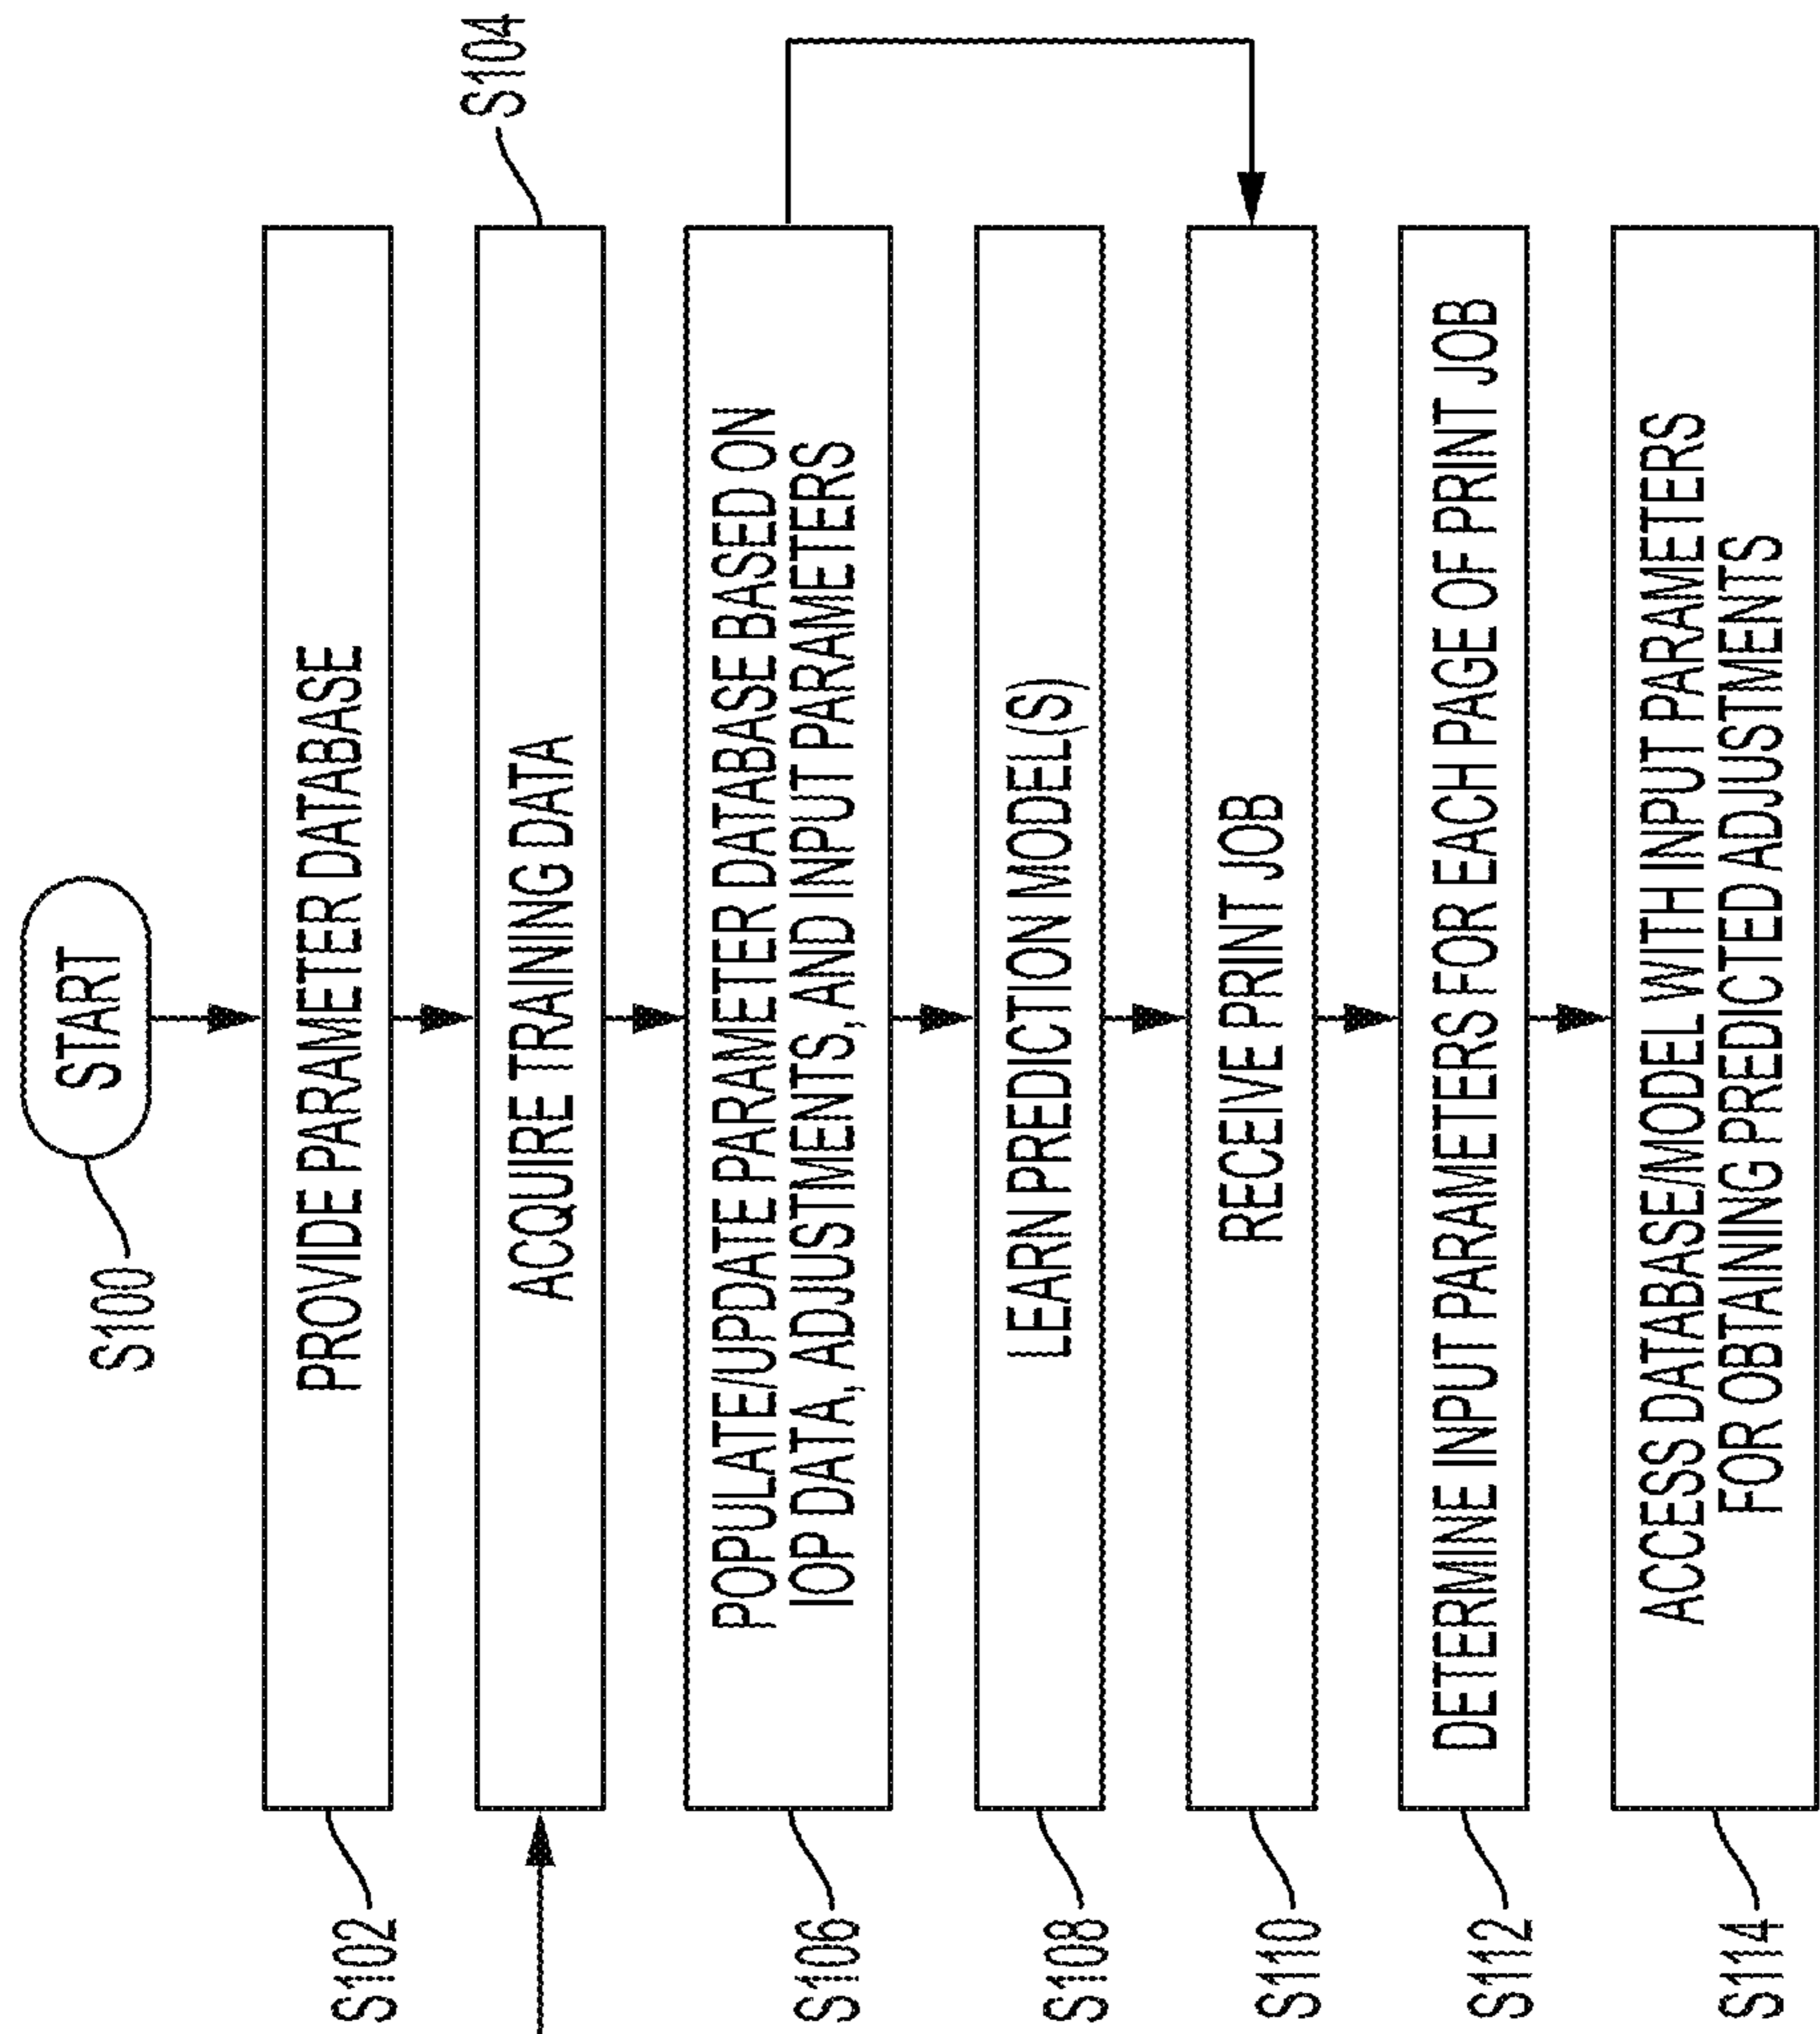 START
S100
PROVIDE PARAMETER DATABASE
S102
ACQUIRE TRAINING DATA
S104
POPULATE/UPDATE PARAMETER DATABASE BASED ON
IOP DATA, ADJUSTMENTS, AND INPUT PARAMETERS
S106
LEARN PREDICTION MODEL(S)
S108
RECEIVE PRINT JOB
S110
DETERMINE INPUT PARAMETERS FOR EACH PAGE OF PRINT JOB
S112
ACCESS DATABASE/MODEL WITH INPUT PARAMETERS
FOR OBTAINING PREDICTED ADJUSTMENTS
S114